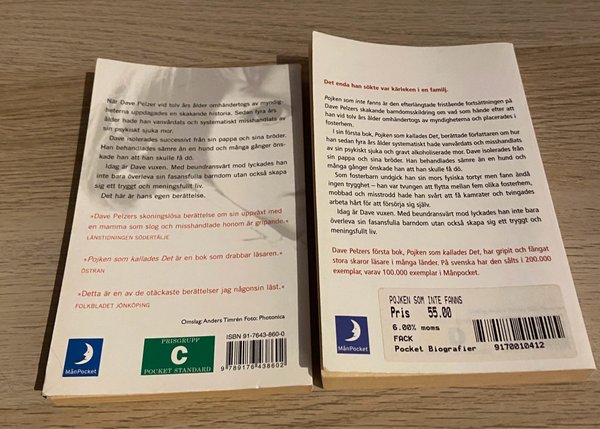 När Dave Pelzer vid tolv års ålder omhändertogs av myndig-
heterna uppdagades en skakande historia. Sedan fyra års
ålder hade han vanvårdats och systematiskt misshandlats av
sin psykiskt sjuka mor.
Dave isolerades successivt från sin pappa och sina bröder.
Han behandlades sämre än en hund och många gånger öns-
kade han att han skulle få dö.
Idag är Dave vuxen. Med beundransvärt mod lyckades han
inte bara överleva sin fasansfulla barndom utan också skapa
sig ett tryggt och meningsfullt liv.
Det här är hans egen berättelse.
»Dave Pelzers skoningslösa berättelse om sin uppväxt med
en mamma som slog och misshandlade honom är gripande.«
LÄNSTIDNINGEN SÖDERTÄLJE
»Pojken som kallades Det är en bok som drabbar läsaren.«
ÖSTRAN
»Detta är en av de otäckaste berättelser jag någonsin läst.«
FOLKBLADET JÖNKÖPING
Omslag: Anders Timrén Foto: Photonica
MånPocket
PRISGRUPP
C
POCKET STANDARD
ISBN 91-7643-860-0
9 789176 438602
Det enda han sökte var kärleken i en familj.
Pojken som inte fanns är den efterlängtade fristående fortsättningen på
Dave Pelzers skakande barndomsskildring om vad som hände efter att
han vid tolv års ålder omhändertogs av myndigheterna och placerades i
fosterhem.
I sin första bok, Pojken som kallades Det, berättade författaren om hur
han sedan fyra års ålder systematiskt hade vanvårdats och misshandlats
av sin psykiskt sjuka och gravt alkoholiserade mor. Dave isolerades från
sin pappa och sina bröder. Han behandlades sämre än en hund och
många gånger önskade han att han skulle få dö.
Som fosterbarn undgick han sin mors fysiska tortyr men fann ändå
ingen trygghet – han var tvungen att flytta mellan fem olika fosterhem,
mobbad och misstrodd hade han svårt att få kamrater och tvingades
arbeta hårt för att försörja sig själv.
Idag är Dave vuxen. Med beundransvärt mod lyckades han inte bara
överleva sin fasansfulla barndom utan också skapa sig ett tryggt och
meningsfullt liv.
Dave Pelzers första bok, Pojken som kallades Det, har gripit och fängat
stora skaror läsare i många länder. På svenska har den sålts i 200.000
exemplar, varav 100.000 exemplar i Månpocket.
MånPocket
POJKEN SOM INTE FANNS
Pris 55.00
6.00% moms
FACK
Pocket Biografier
9170010412